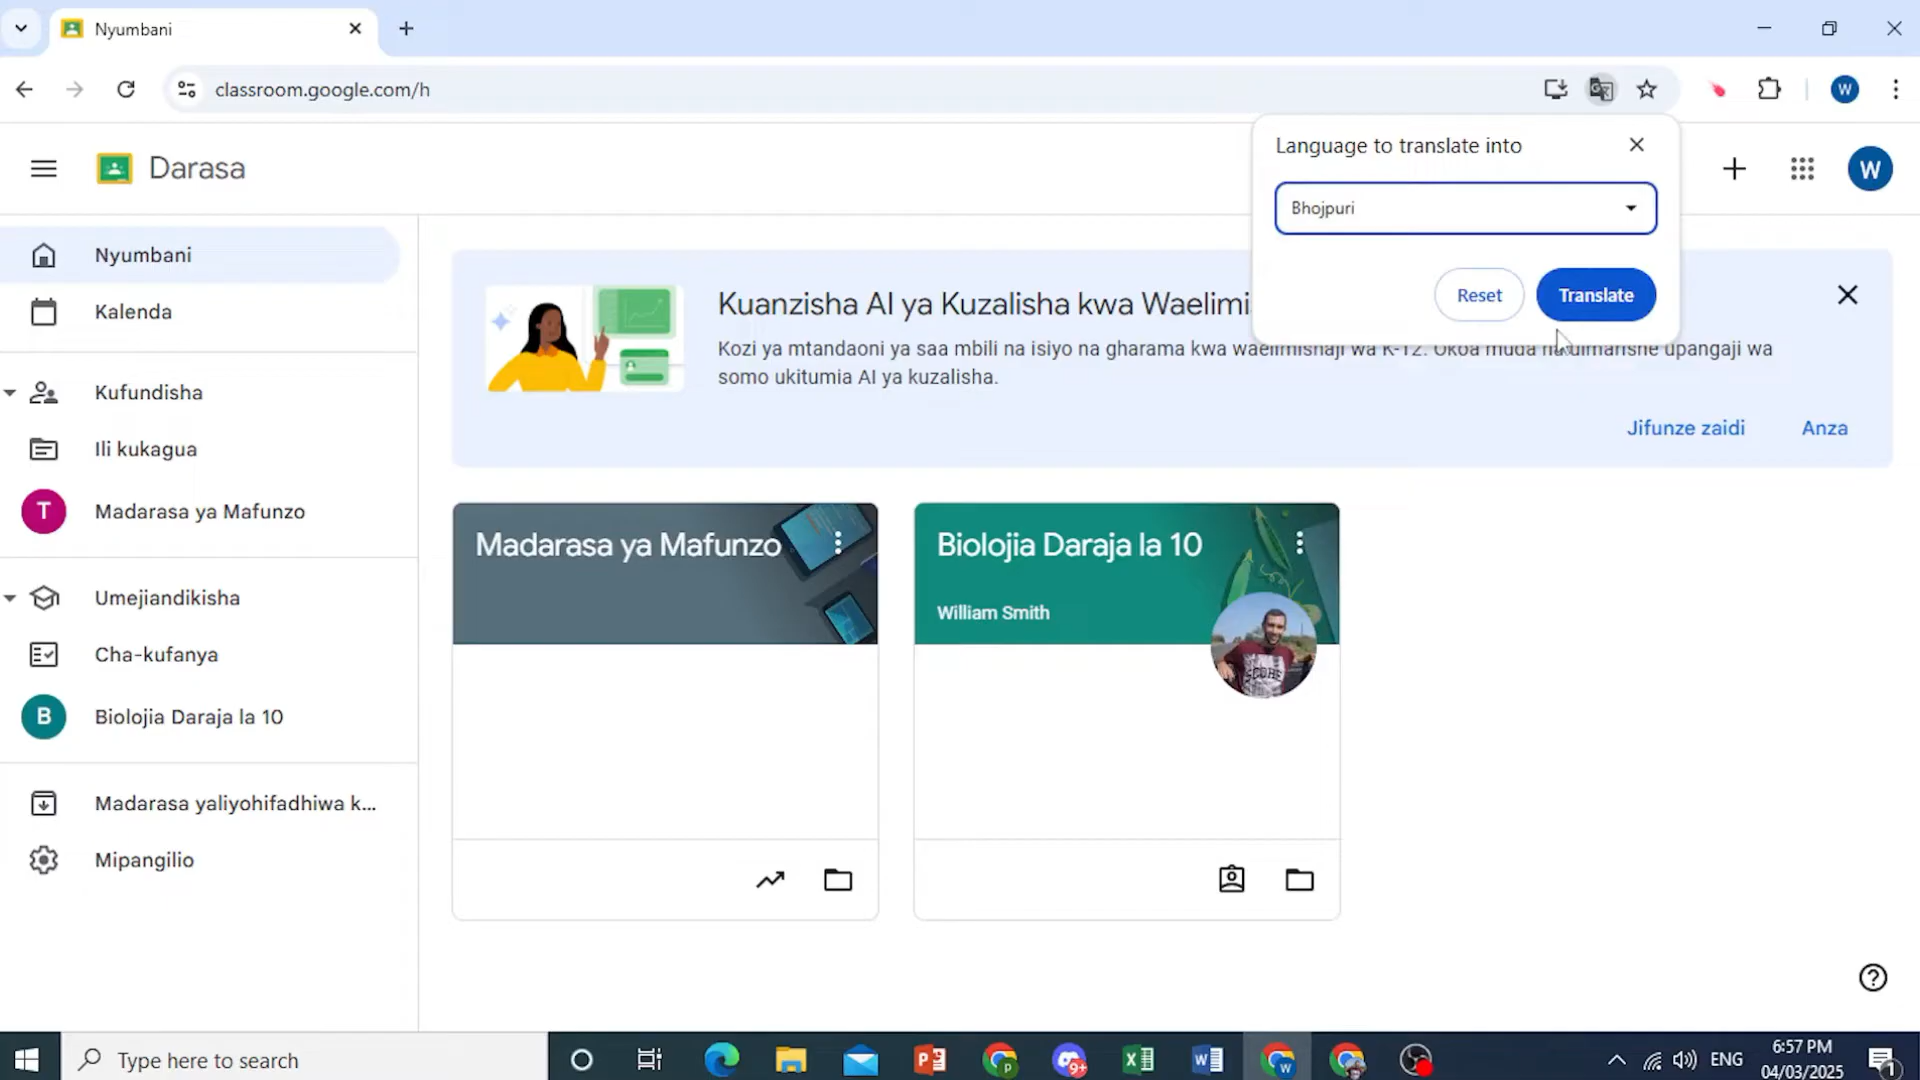 Nyumbani
classroom.google.com/h
W
Language to translate into
Bhojpuri
Reset
Translate
Darasa
W
Nyumbani
Kalenda
Kufundisha
Ili kukagua
T
Madarasa ya Mafunzo
Umejiandikisha
Cha-kufanya
B
Biolojia Daraja la 10
Madarasa yaliyohifadhiwa k...
Mipangilio
Kuanzisha AI ya Kuzalisha kwa
Kozi ya mtandaoni ya saa mbili na isiyo na gharama kwa waelimishaji wa K-12. Okoa muda na uimarishe upangaji wa
somo ukitumia AI ya kuzalisha.
Jifunze zaidi
Anza
Madarasa ya Mafunzo
Biolojia Daraja la 10
William Smith
Type here to search
P
9+
W
ENG
6:57 PM
04/03/2025
1